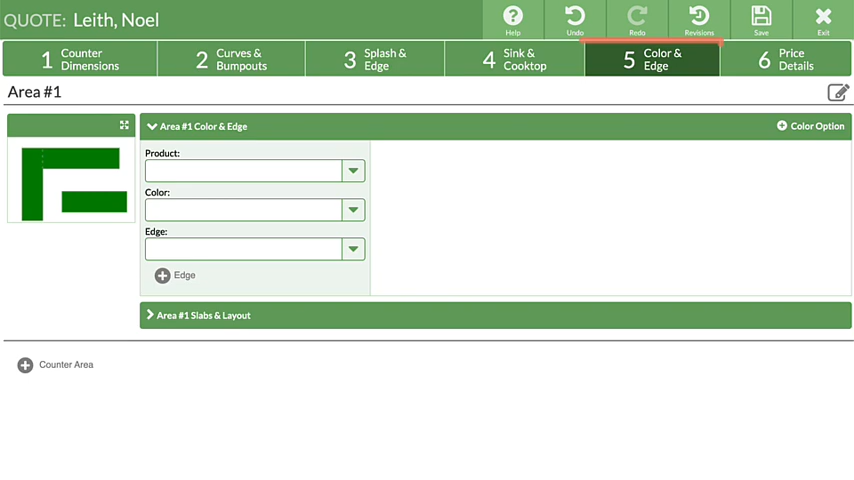 QUOTE: Leith, Noel
Help
Undo
Redo
Revisions
Save
Exit
1 Counter Dimensions
2 Curves & Bumpouts
3 Splash & Edge
4 Sink & Cooktop
5 Color & Edge
6 Price Details
Area #1
Area #1 Color & Edge
Color Option
Product:
Color:
Edge:
Edge
Area #1 Slabs & Layout
Counter Area